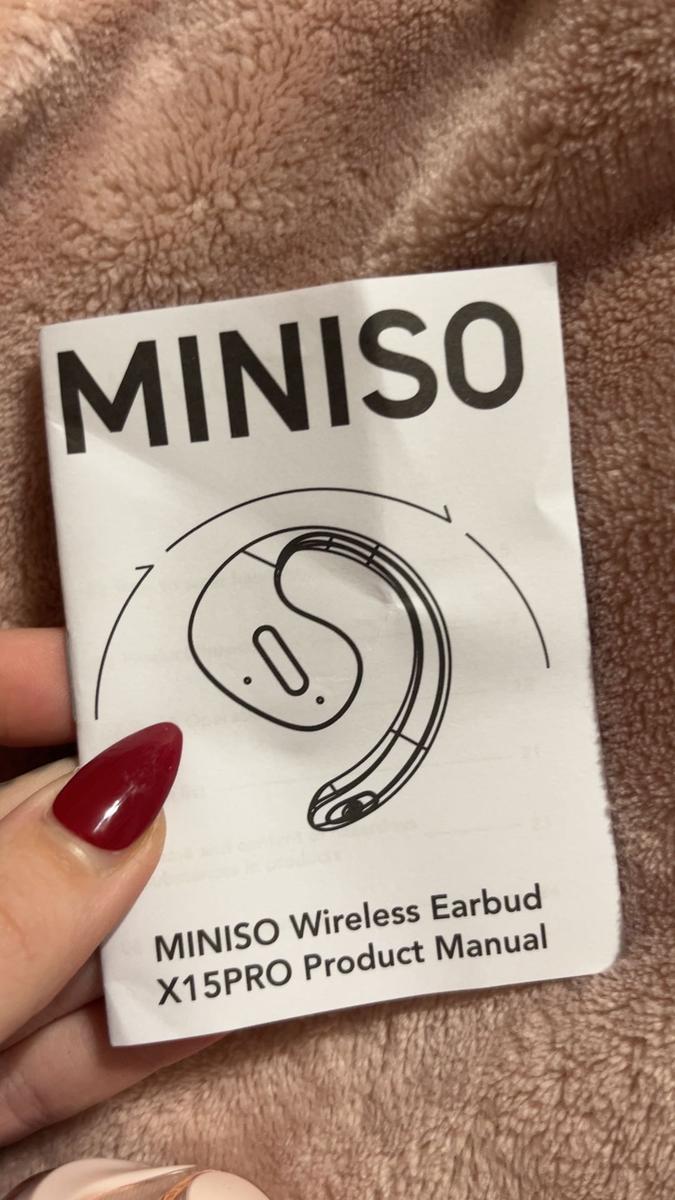 MINISO
MINISO Wireless Earbud
X15PRO Product Manual